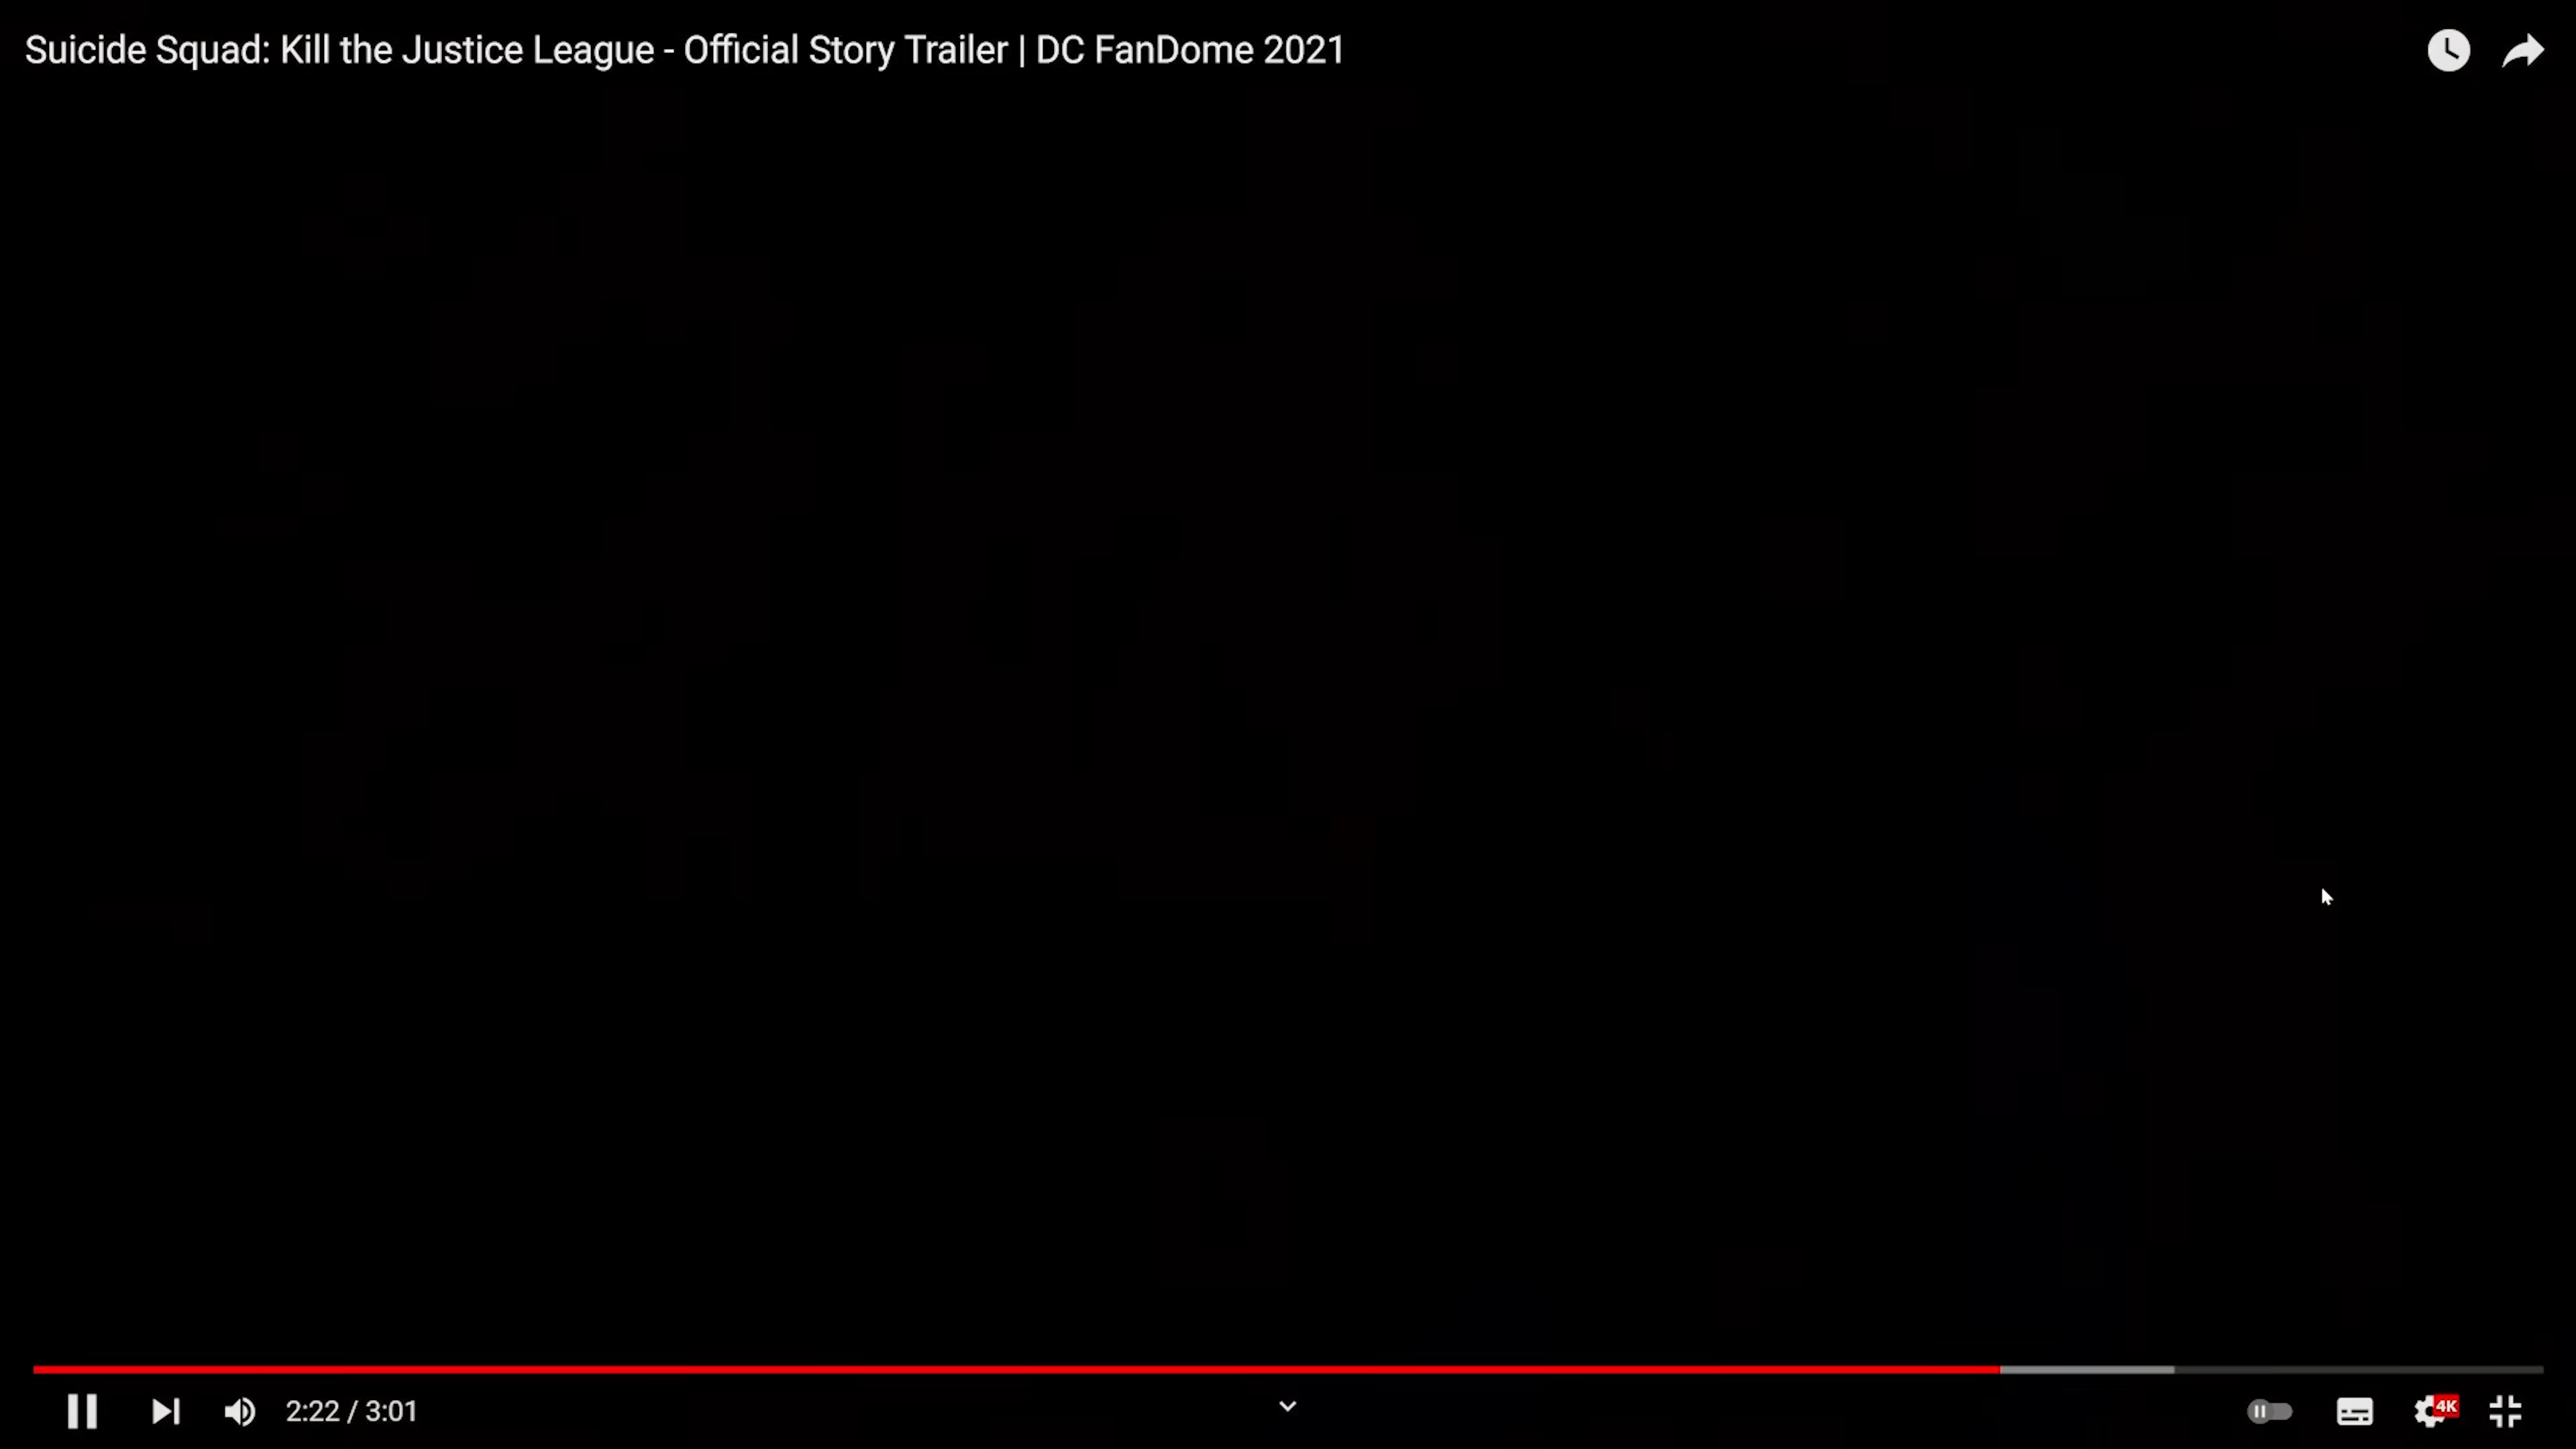 Suicide Squad: Kill the Justice League - Official Story Trailer | DC FanDome 2021
2:22 / 3:01
4K